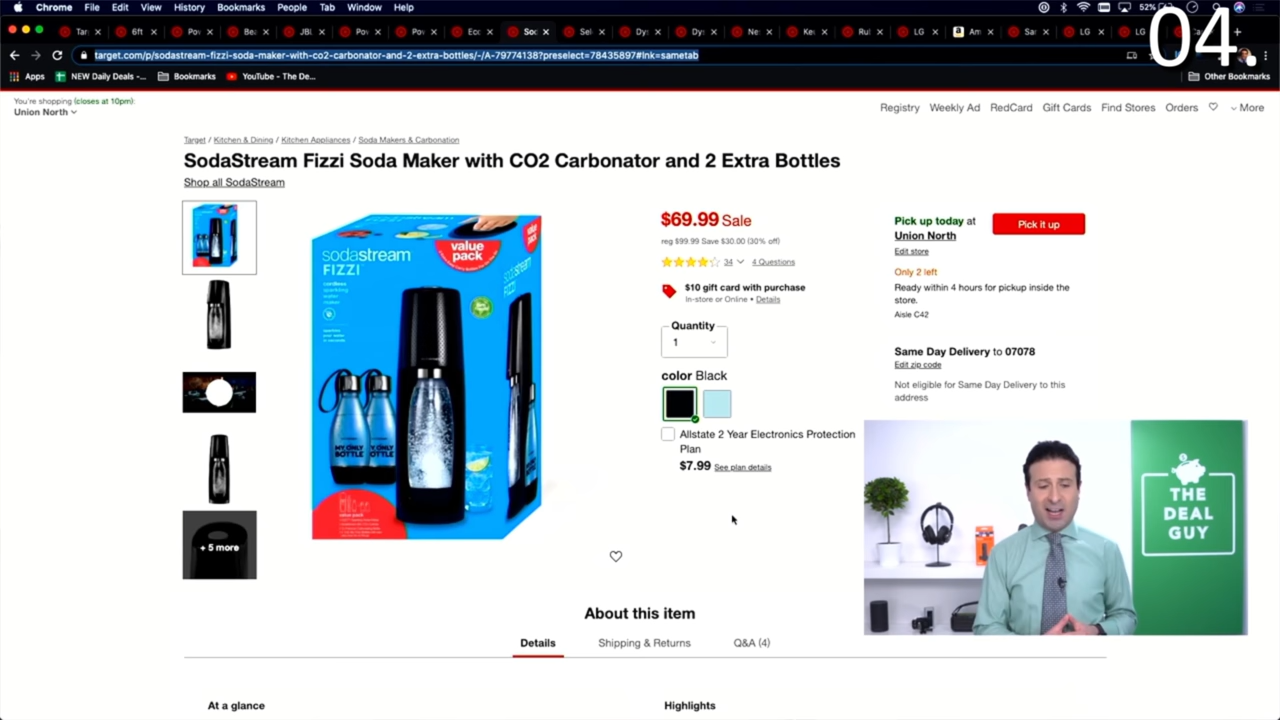 Chrome File Edit View History Bookmarks People Tab Window Help
52%
04
6ft
JBL
LG
LG
LG
target.com/p/sodastream-fizzi-soda-maker-with-co2-carbonator-and-2-extra-bottles/-/A-79774138?preselect=78435897#lnk=sametab
Apps NEW Daily Deals -... Bookmarks YouTube - The De... Other Bookmarks
You're shopping (closes at 10pm):
Union North
Registry Weekly Ad RedCard Gift Cards Find Stores Orders More
Target / Kitchen & Dining / Kitchen Appliances / Soda Makers & Carbonation
SodaStream Fizzi Soda Maker with CO2 Carbonator and 2 Extra Bottles
Shop all SodaStream
+ 5 more
sodastream
FIZZI
value
pack
MY ONLY
BOTTLE
$69.99 Sale
reg $99.99 Save $30.00 (30% off)
34 4 Questions
$10 gift card with purchase
In-store or Online • Details
Quantity
1
color Black
Allstate 2 Year Electronics Protection
Plan
$7.99 See plan details
Pick up today at
Union North
Pick it up
Edit store
Only 2 left
Ready within 4 hours for pickup inside the
store.
Aisle C42
Same Day Delivery to 07078
Edit zip code
Not eligible for Same Day Delivery to this
address
THE
DEAL
GUY
About this item
Details Shipping & Returns Q&A (4)
At a glance Highlights